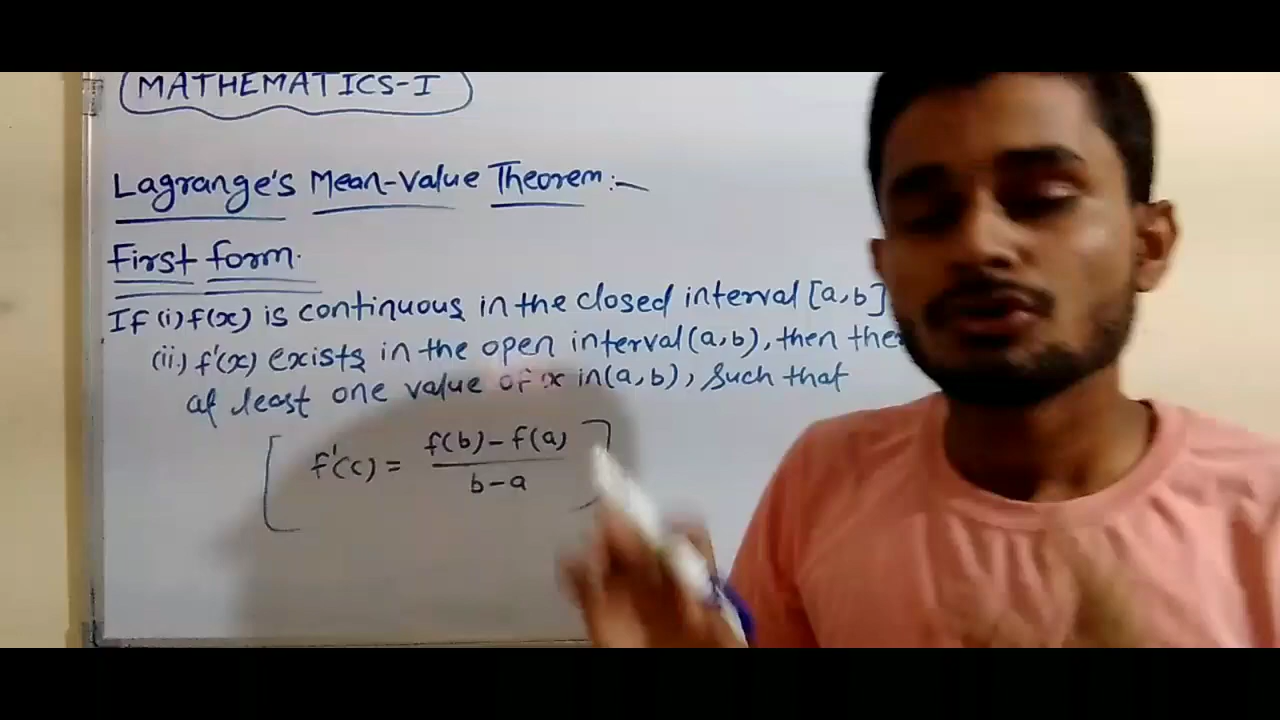 MATHEMATICS-I
Lagrange's Mean-Value Theorem:-
First form.
If (i) f(x) is continuous in the closed interval [a,b]
(ii.) f'(x) exists in the open interval (a,b), then
at least one value of x in (a,b), Such that
f'(c) = f(b)-f(a)
b-a